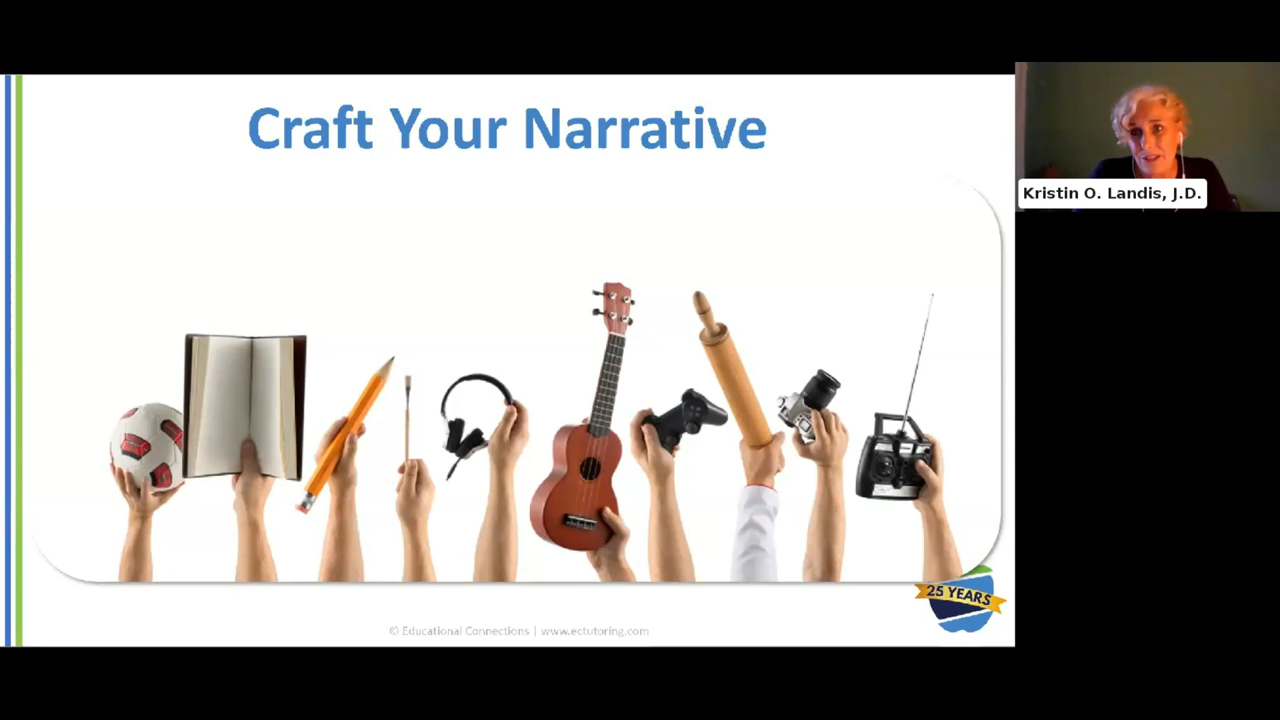 Craft Your Narrative
Kristin O. Landis, J.D.
25 YEARS
© Educational Connections | www.ectutoring.com